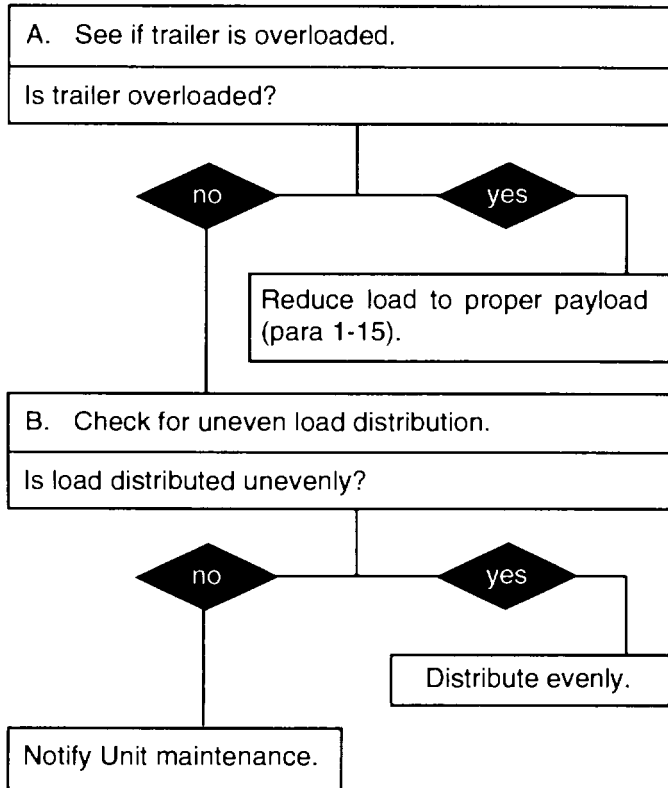 A. See if trailer is overloaded.
Is trailer overloaded?
no
yes
Reduce load to proper payload
(para 1-15).
B. Check for uneven load distribution.
Is load distributed unevenly?
no
yes
Distribute evenly.
Notify Unit maintenance.